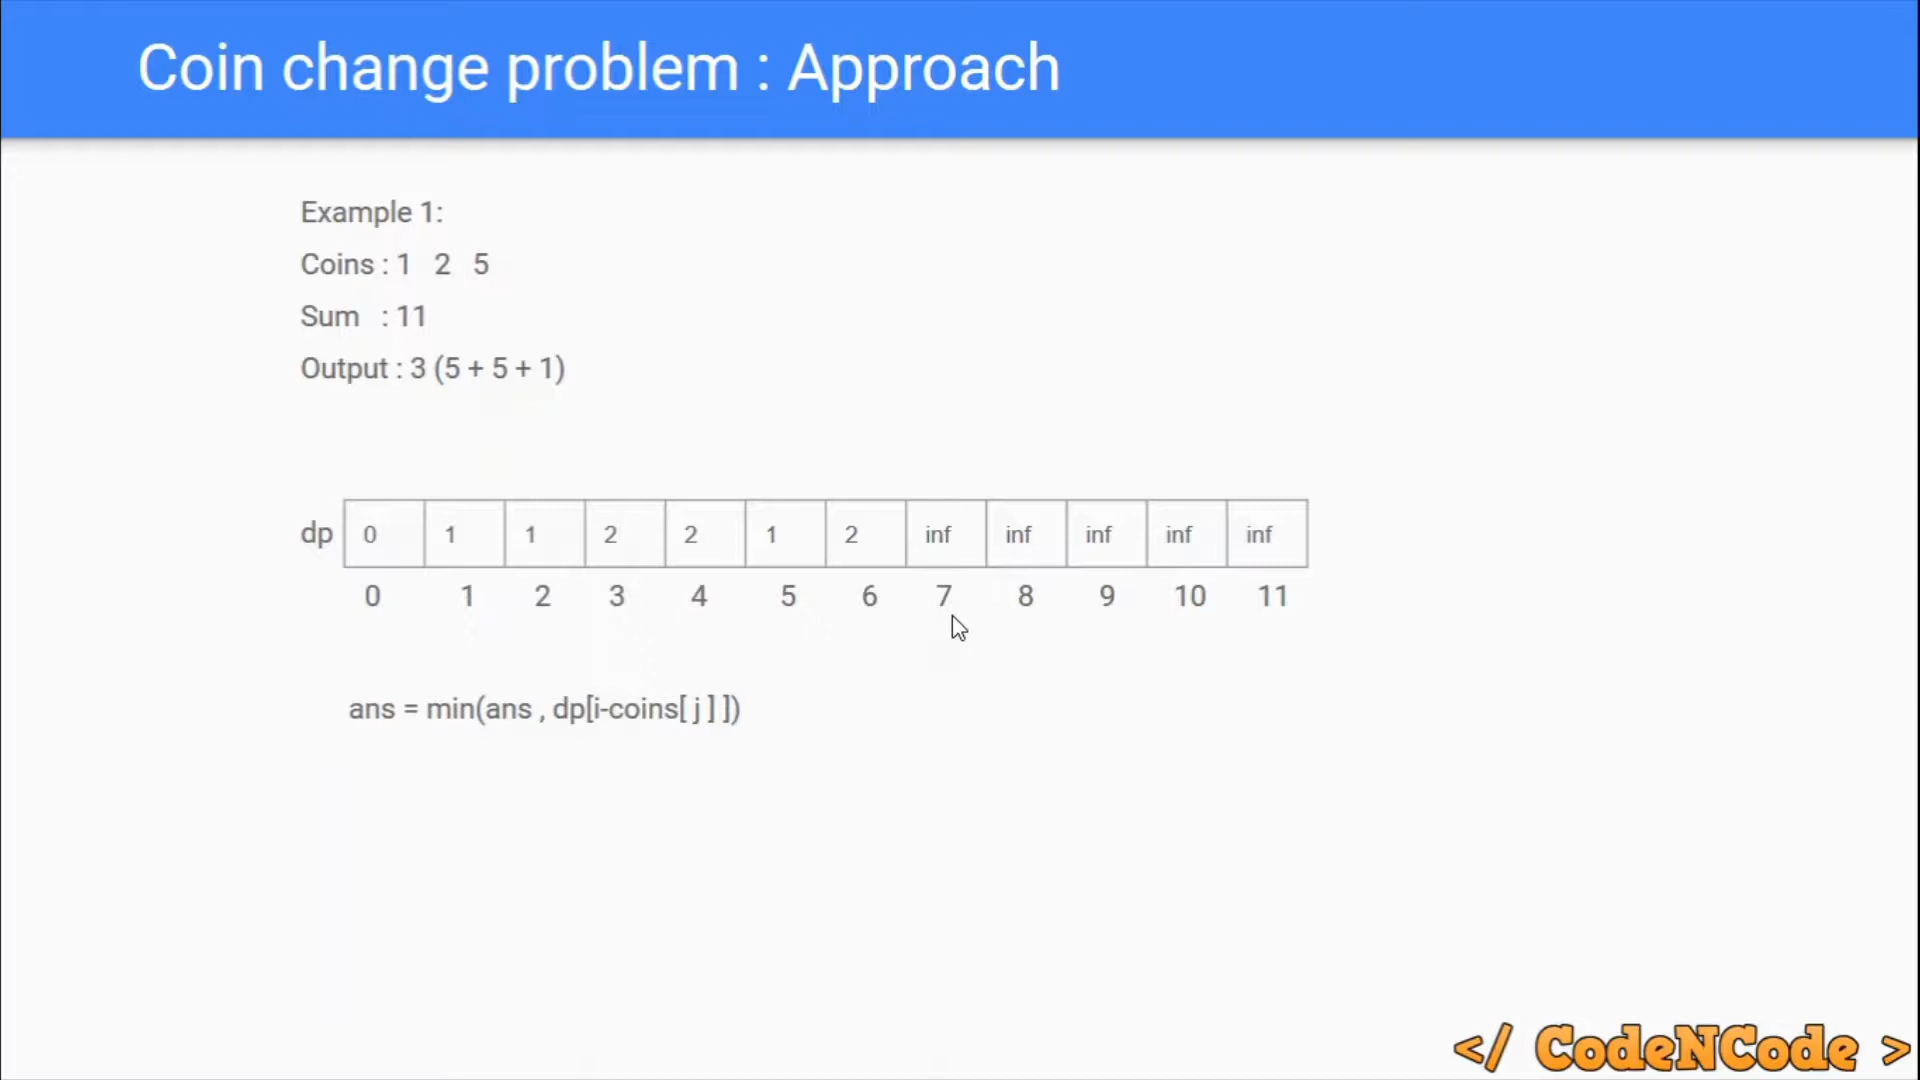 Coin change problem : Approach
Example 1:
Coins : 1 2 5
Sum : 11
Output : 3 (5 + 5 + 1)
dp 0 1 1 2 2 1 2 inf inf inf inf inf
0 1 2 3 4 5 6 7 8 9 10 11
ans = min(ans , dp[i-coins[ j ] ])
</ CodeNCode >